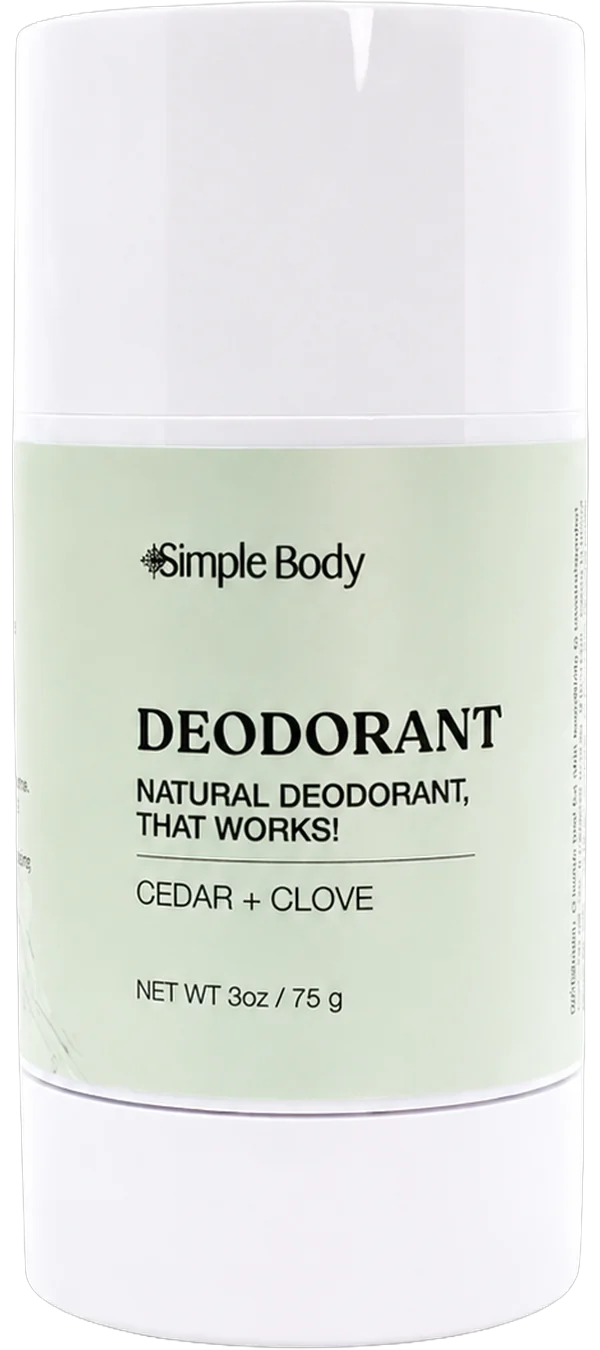 Simple Body
DEODORANT
NATURAL DEODORANT,
THAT WORKS!
CEDAR + CLOVE
NET WT 3oz / 75 g